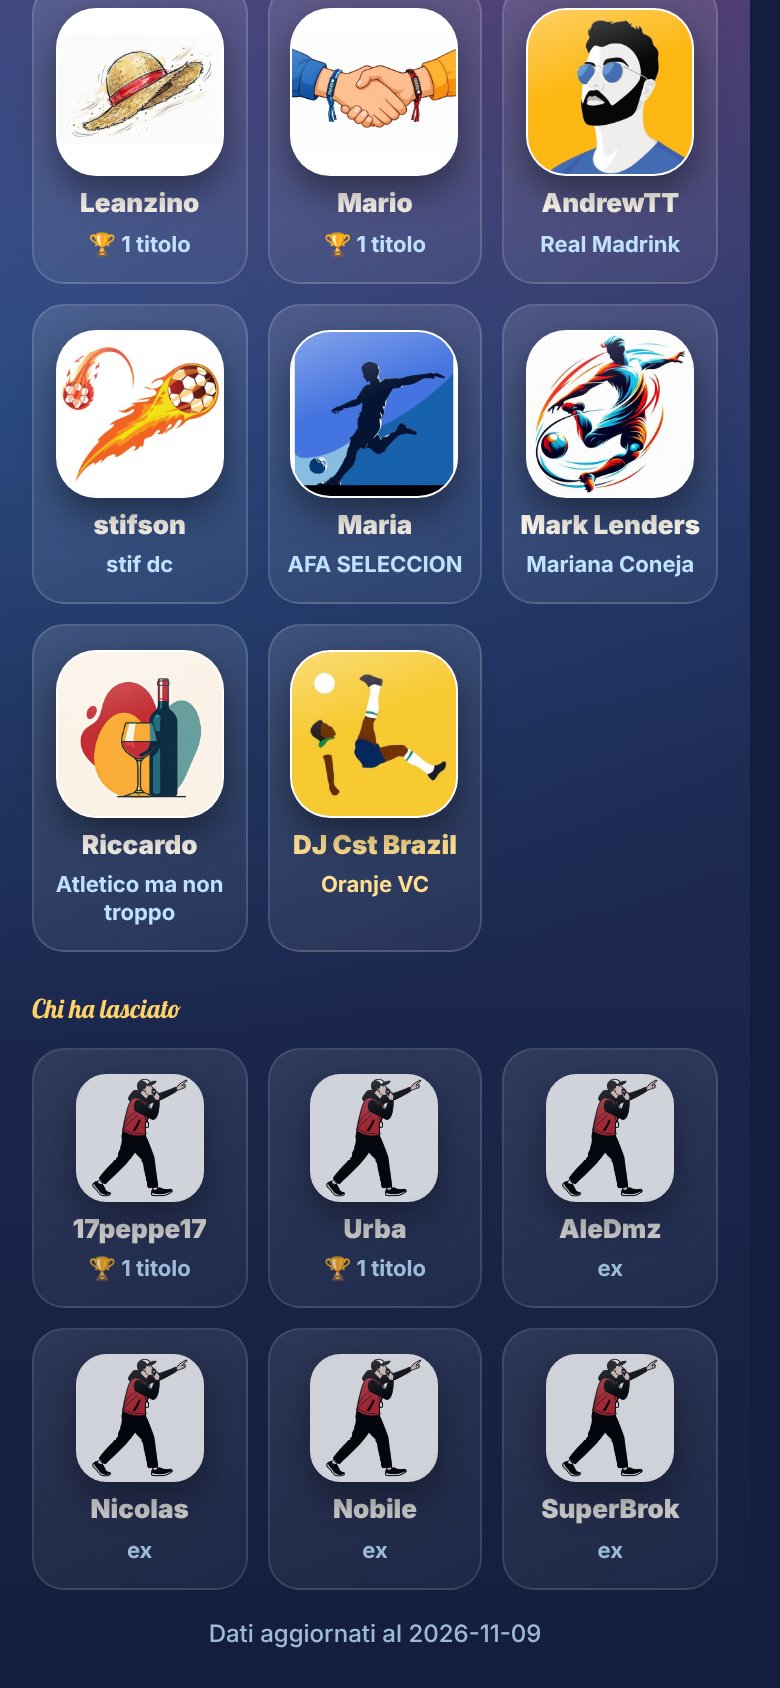 Leanzino
🏆 1 titolo
Mario
🏆 1 titolo
AndrewTT
Real Madrink
stifson
stif dc
Maria
AFA SELECCION
Mark Lenders
Mariana Coneja
Riccardo
Atletico ma non
troppo
DJ Cst Brazil
Oranje VC
Chi ha lasciato
17peppe17
🏆 1 titolo
Urba
🏆 1 titolo
AleDmz
ex
Nicolas
ex
Nobile
ex
SuperBrok
ex
Dati aggiornati al 2026-11-09